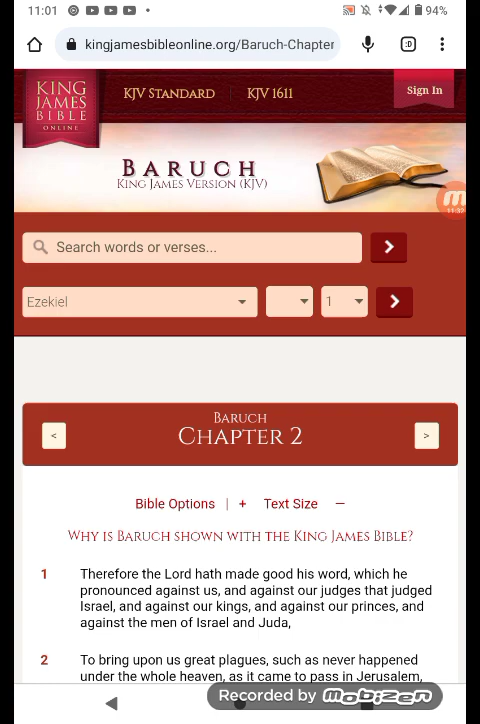 11:01
94%
kingjamesbibleonline.org/Baruch-Chapter
:D
KING
JAMES
BIBLE
ONLINE
KJV Standard
KJV 1611
Sign In
Baruch
King James Version (KJV)
Search words or verses...
>
Ezekiel
1
>
<
Baruch
Chapter 2
>
Bible Options | + Text Size —
Why is Baruch shown with the King James Bible?
1 Therefore the Lord hath made good his word, which he
pronounced against us, and against our judges that judged
Israel, and against our kings, and against our princes, and
against the men of Israel and Juda,
2 To bring upon us great plagues, such as never happened
under the whole heaven, as it came to pass in Jerusalem,
Recorded by Mobizen